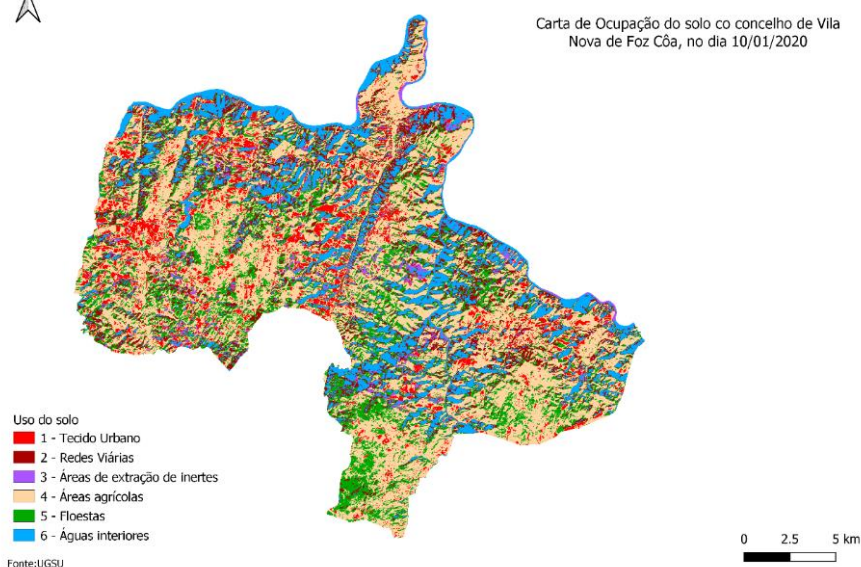 Carta de Ocupação do solo co concelho de Vila
Nova de Foz Côa, no dia 10/01/2020
Uso do solo
1 - Tecido Urbano
2 - Redes Viárias
3 - Áreas de extração de inertes
4 - Áreas agrícolas
5 - Floestas
6 - Águas interiores
Fonte:UGSU
0 2.5 5 km